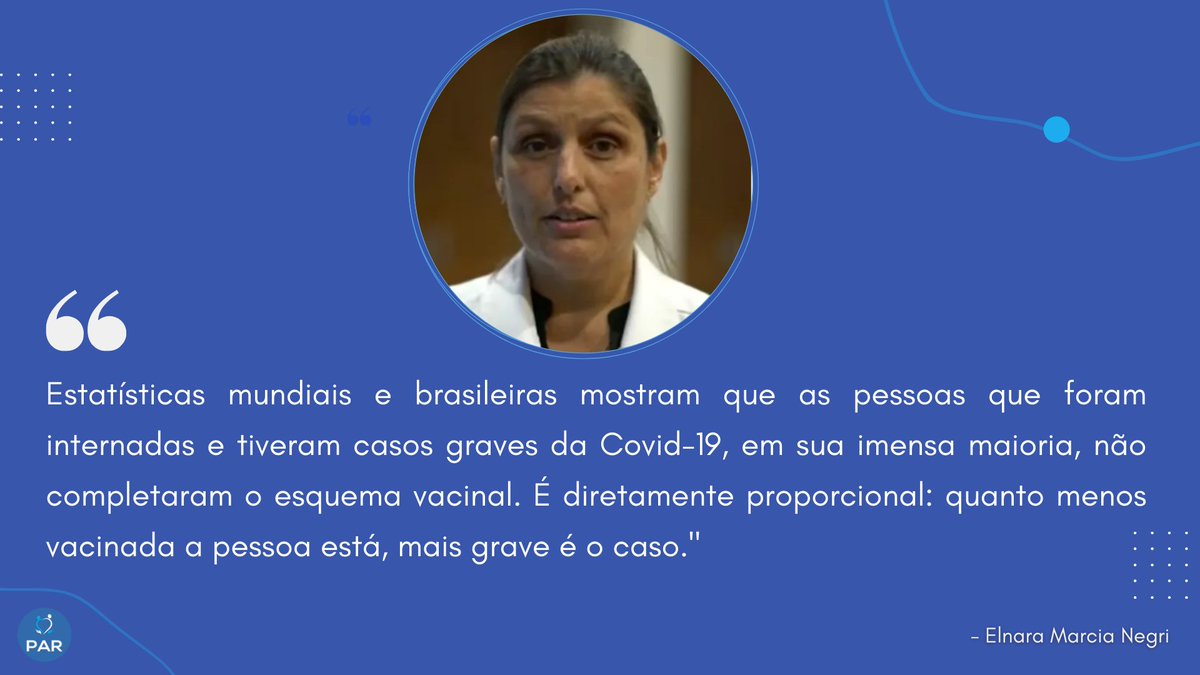 Estatísticas mundiais e brasileiras mostram que as pessoas que foram
internadas e tiveram casos graves da Covid-19, em sua imensa maioria, não
completaram o esquema vacinal. É diretamente proporcional: quanto menos
vacinada a pessoa está, mais grave é o caso."
- Elnara Marcia Negri
PAR